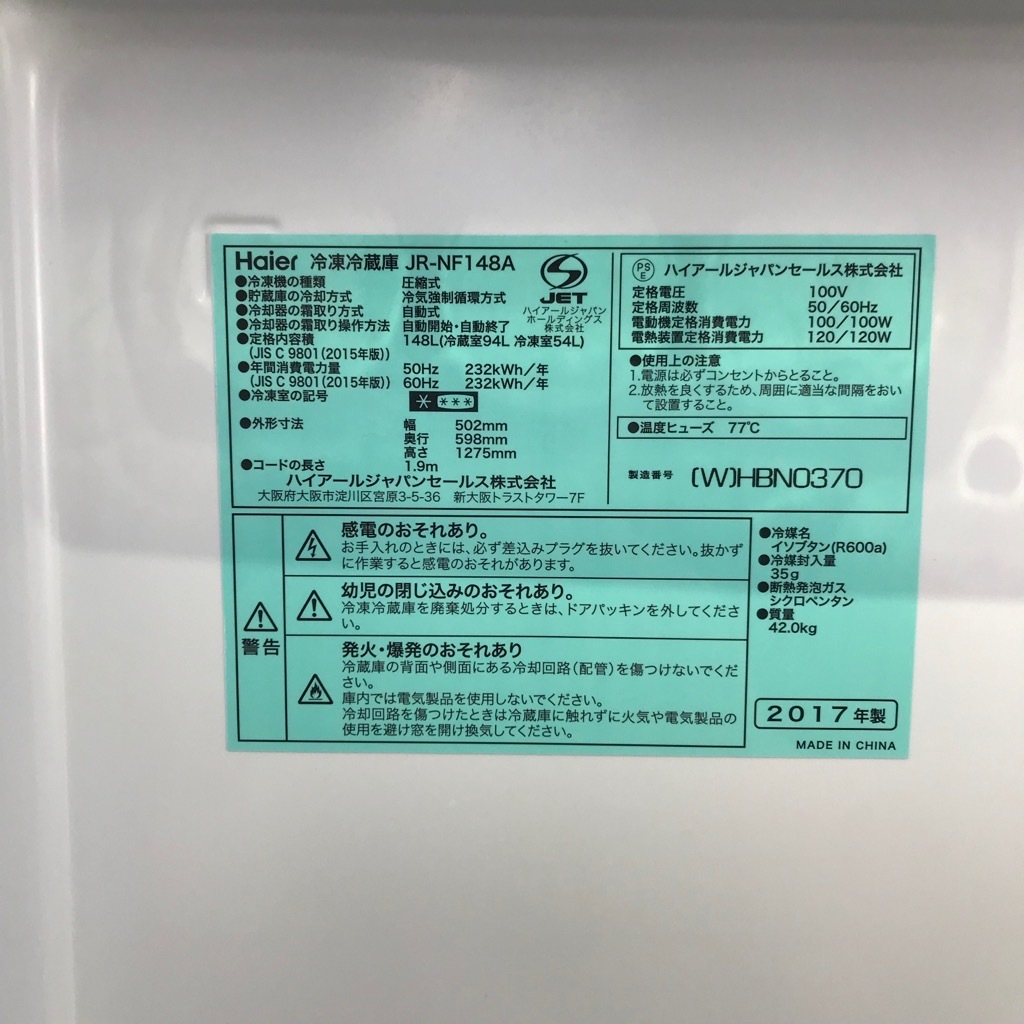 Haier 冷凍冷蔵庫 JR-NF148A
●冷凍機の種類 圧縮式
●貯蔵庫の冷却方式 冷気強制循環方式
●冷却器の霜取り方式 自動式
●冷却器の霜取り操作方法 自動開始・自動終了
●定格内容積 148L(冷蔵室94L 冷凍室54L)
(JIS C 9801(2015年版))
●年間消費電力量 50Hz 232kWh/年
(JIS C 9801(2015年版)) 60Hz 232kWh/年
●冷凍室の記号
●外形寸法 幅 502mm
奥行 598mm
高さ 1275mm
●コードの長さ 1.9m
ハイアールジャパンセールス株式会社
大阪府大阪市淀川区宮原3-5-36 新大阪トラストタワー7F
S
JET
ハイアールジャパン
ホールディングス
株式会社
PS
E
ハイアールジャパンセールス株式会社
定格電圧 100V
定格周波数 50/60Hz
電動機定格消費電力 100/100W
電熱装置定格消費電力 120/120W
●使用上の注意
1.電源は必ずコンセントからとること。
2.放熱を良くするため、周囲に適当な間隔をおい
て設置すること。
●温度ヒューズ 77℃
製造番号 (W)HBN0370
警告
感電のおそれあり。
お手入れのときには、必ず差込みプラグを抜いてください。抜かず
に作業すると感電のおそれがあります。
幼児の閉じ込みのおそれあり。
冷凍冷蔵庫を廃棄処分するときは、ドアパッキンを外してくださ
い。
発火・爆発のおそれあり
冷蔵庫の背面や側面にある冷却回路(配管)を傷つけないでくだ
さい。
庫内では電気製品を使用しないでください。
冷却回路を傷つけたときは冷蔵庫に触れずに火気や電気製品の
使用を避け窓を開け換気してください。
●冷媒名
イソブタン(R600a)
●冷媒封入量
35g
●断熱発泡ガス
シクロペンタン
●質量
42.0kg
2017年製
MADE IN CHINA